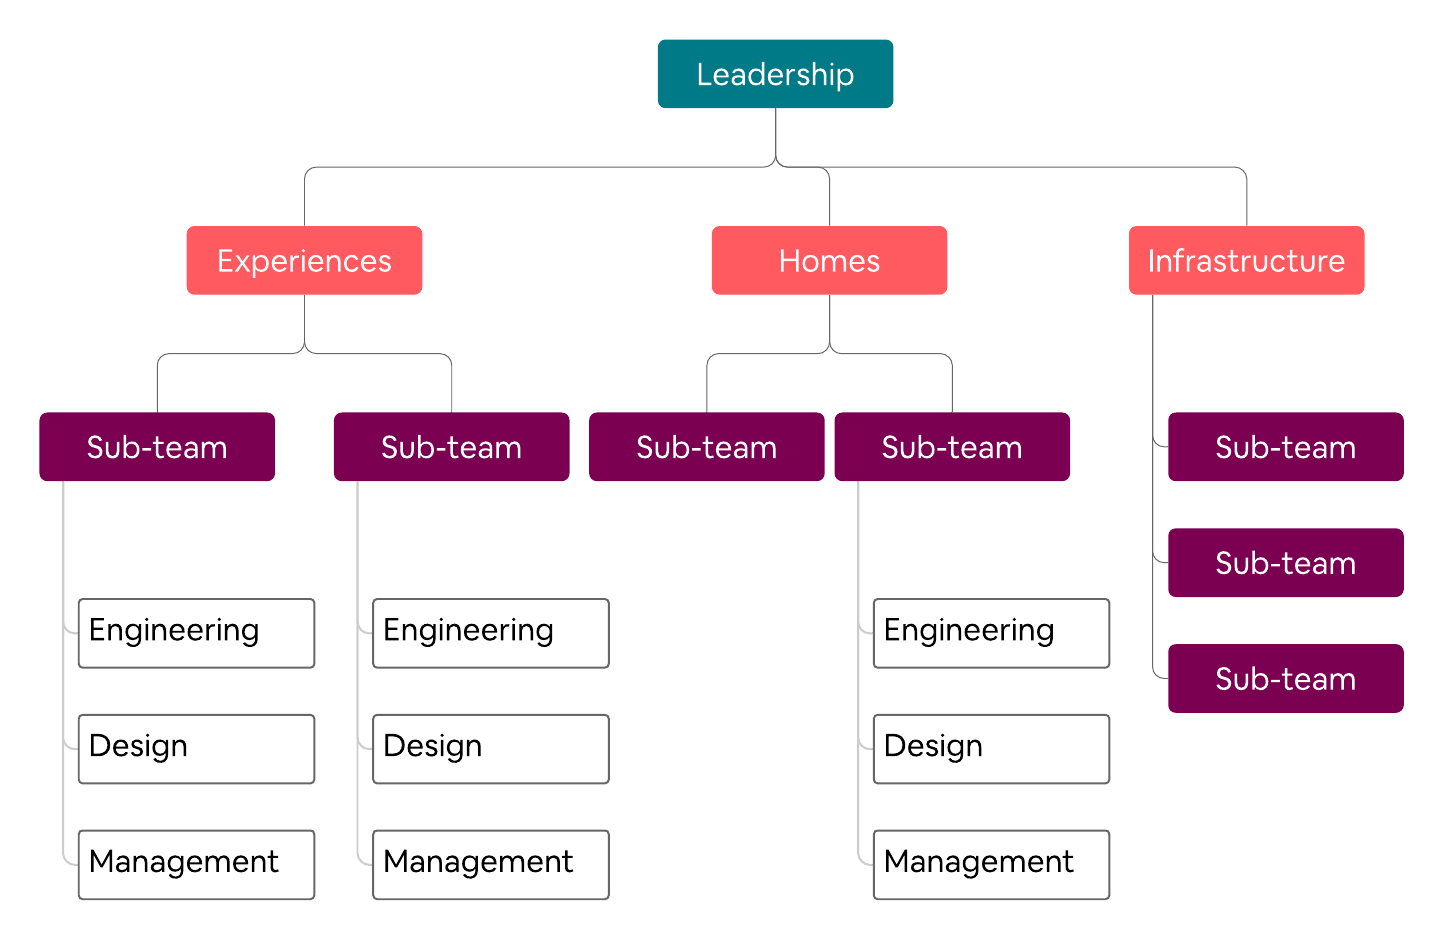 Leadership
Experiences
Homes
Infrastructure
Sub-team
Sub-team
Sub-team
Sub-team
Sub-team
Sub-team
Sub-team
Engineering
Engineering
Engineering
Design
Design
Design
Management
Management
Management